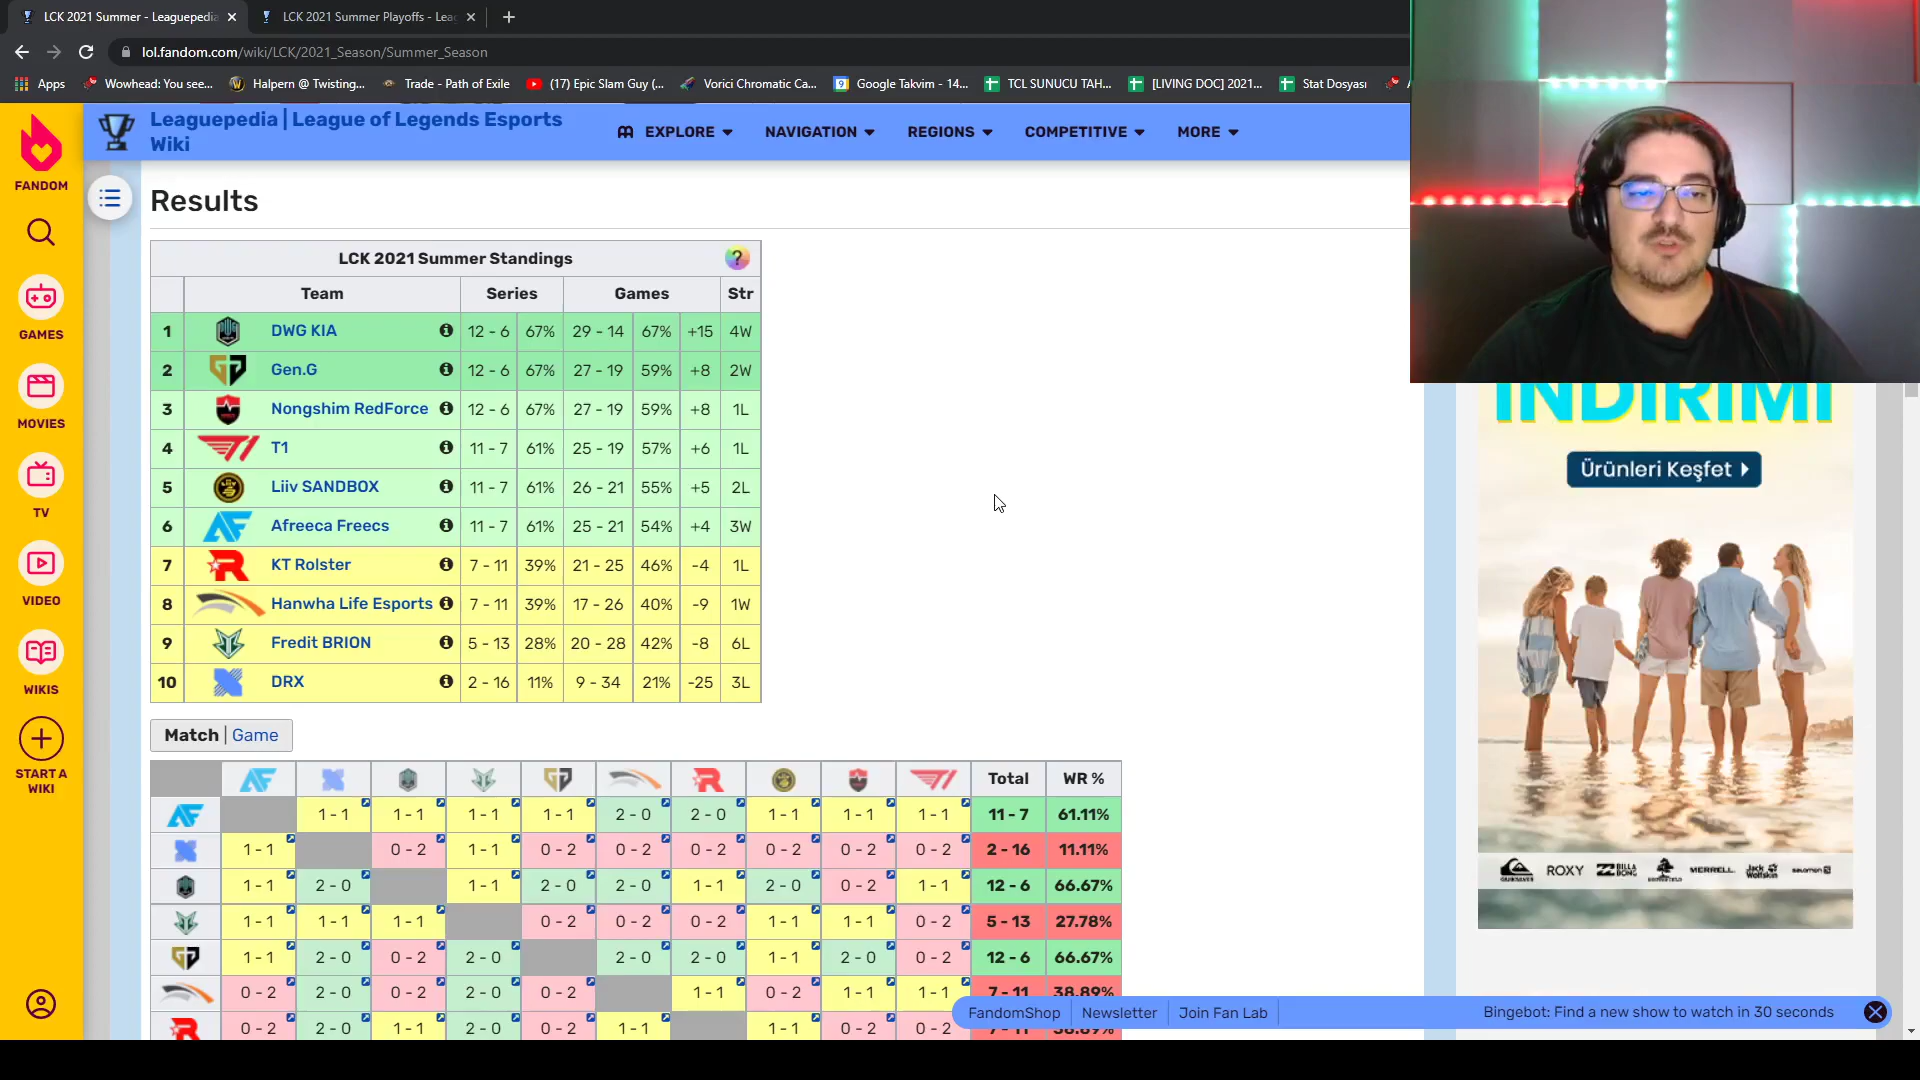 LCK 2021 Summer - Leaguepedia
LCK 2021 Summer Playoffs - Lea
lol.fandom.com/wiki/LCK/2021_Season/Summer_Season
Apps
Wowhead: You see...
Halpern @ Twisting...
Trade - Path of Exile
(17) Epic Slam Guy (...
Vorici Chromatic Ca...
Google Takvim - 14...
TCL SUNUCU TAH...
[LIVING DOC] 2021...
Stat Dosyası
Leaguepedia | League of Legends Esports
Wiki
EXPLORE
NAVIGATION
REGIONS
COMPETITIVE
MORE
FANDOM
GAMES
MOVIES
TV
VIDEO
WIKIS
START A
WIKI
Results
LCK 2021 Summer Standings ?
Team Series Games Str
1 DWG KIA 12 - 6 67% 29 - 14 67% +15 4W
2 Gen.G 12 - 6 67% 27 - 19 59% +8 2W
3 Nongshim RedForce 12 - 6 67% 27 - 19 59% +8 1L
4 T1 11 - 7 61% 25 - 19 57% +6 1L
5 Liiv SANDBOX 11 - 7 61% 26 - 21 55% +5 2L
6 Afreeca Freecs 11 - 7 61% 25 - 21 54% +4 3W
7 KT Rolster 7 - 11 39% 21 - 25 46% -4 1L
8 Hanwha Life Esports 7 - 11 39% 17 - 26 40% -9 1W
9 Fredit BRION 5 - 13 28% 20 - 28 42% -8 6L
10 DRX 2 - 16 11% 9 - 34 21% -25 3L
Match | Game
Total WR %
1 - 1 1 - 1 1 - 1 1 - 1 2 - 0 2 - 0 1 - 1 1 - 1 1 - 1 11 - 7 61.11%
1 - 1 0 - 2 1 - 1 0 - 2 0 - 2 0 - 2 0 - 2 0 - 2 0 - 2 2 - 16 11.11%
1 - 1 2 - 0 1 - 1 2 - 0 2 - 0 1 - 1 2 - 0 0 - 2 1 - 1 12 - 6 66.67%
1 - 1 1 - 1 1 - 1 0 - 2 0 - 2 0 - 2 1 - 1 1 - 1 0 - 2 5 - 13 27.78%
1 - 1 2 - 0 0 - 2 2 - 0 2 - 0 2 - 0 1 - 1 2 - 0 0 - 2 12 - 6 66.67%
0 - 2 2 - 0 0 - 2 2 - 0 0 - 2 1 - 1 0 - 2 1 - 1 1 - 1 7 - 11 38.89%
0 - 2 2 - 0 1 - 1 2 - 0 0 - 2 1 - 1 1 - 1 0 - 2 0 - 2 7 - 11 38.89%
İNDİRİMİ
Ürünleri Keşfet
QUIKSILVER ROXY BILLABONG MERRELL Jack Wolfskin salomon
FandomShop
Newsletter
Join Fan Lab
Bingebot: Find a new show to watch in 30 seconds